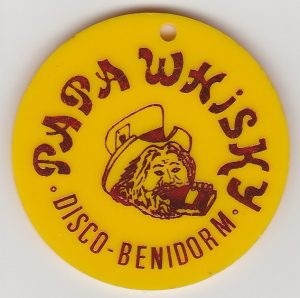 PAPA WHiSKY
· DISCO-BENIDORM ·